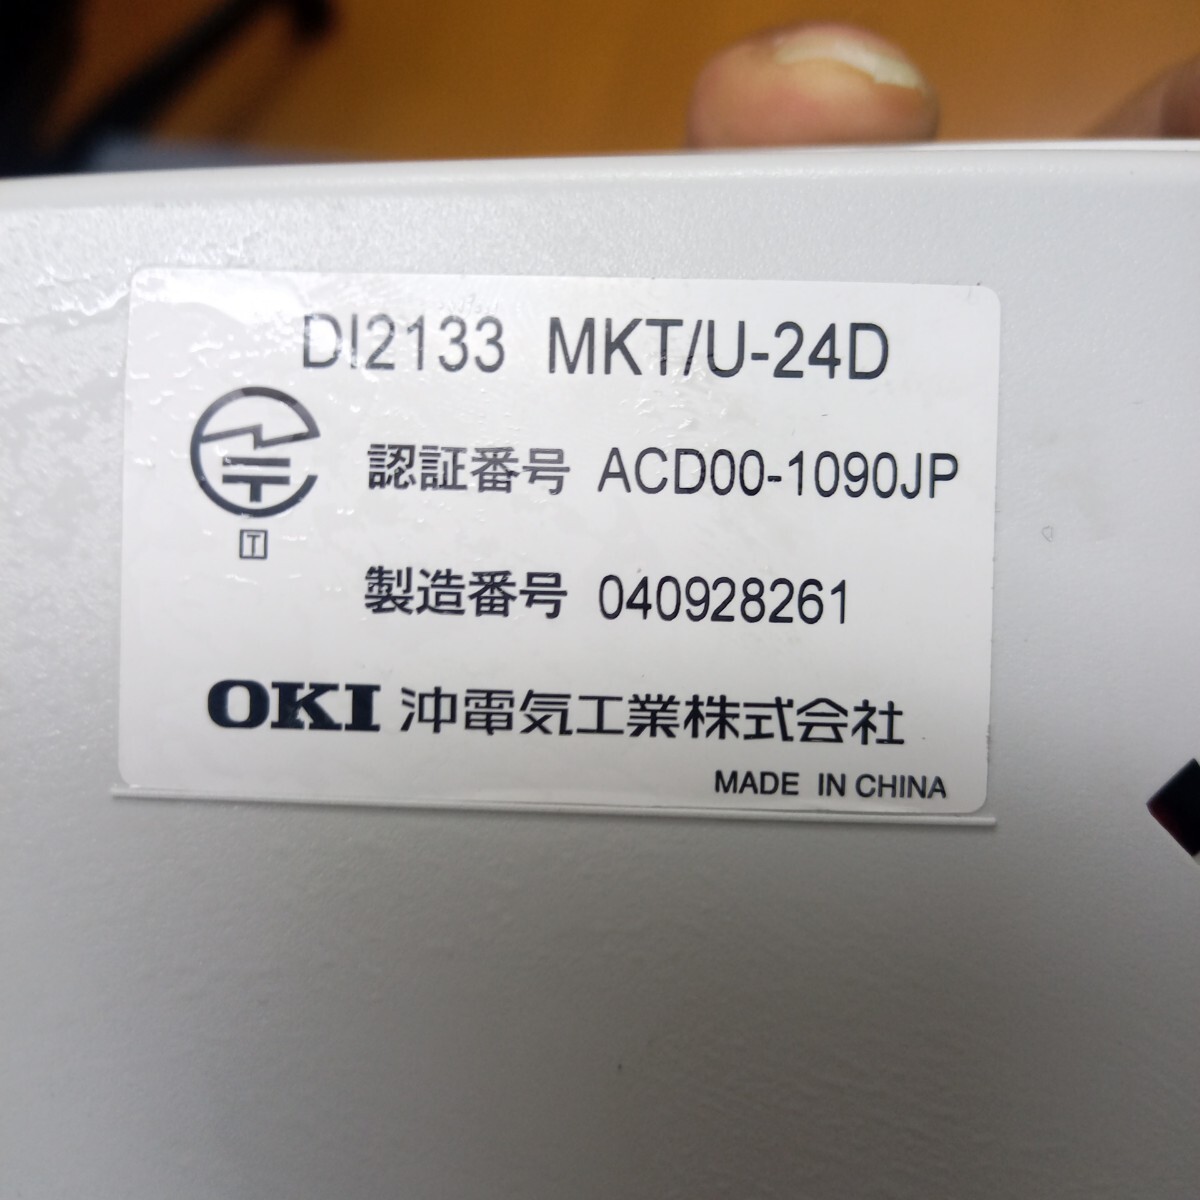 DI2133 MKT/U-24D
認証番号 ACD00-1090JP
T
製造番号 040928261
OKI 沖電気工業株式会社
MADE IN CHINA